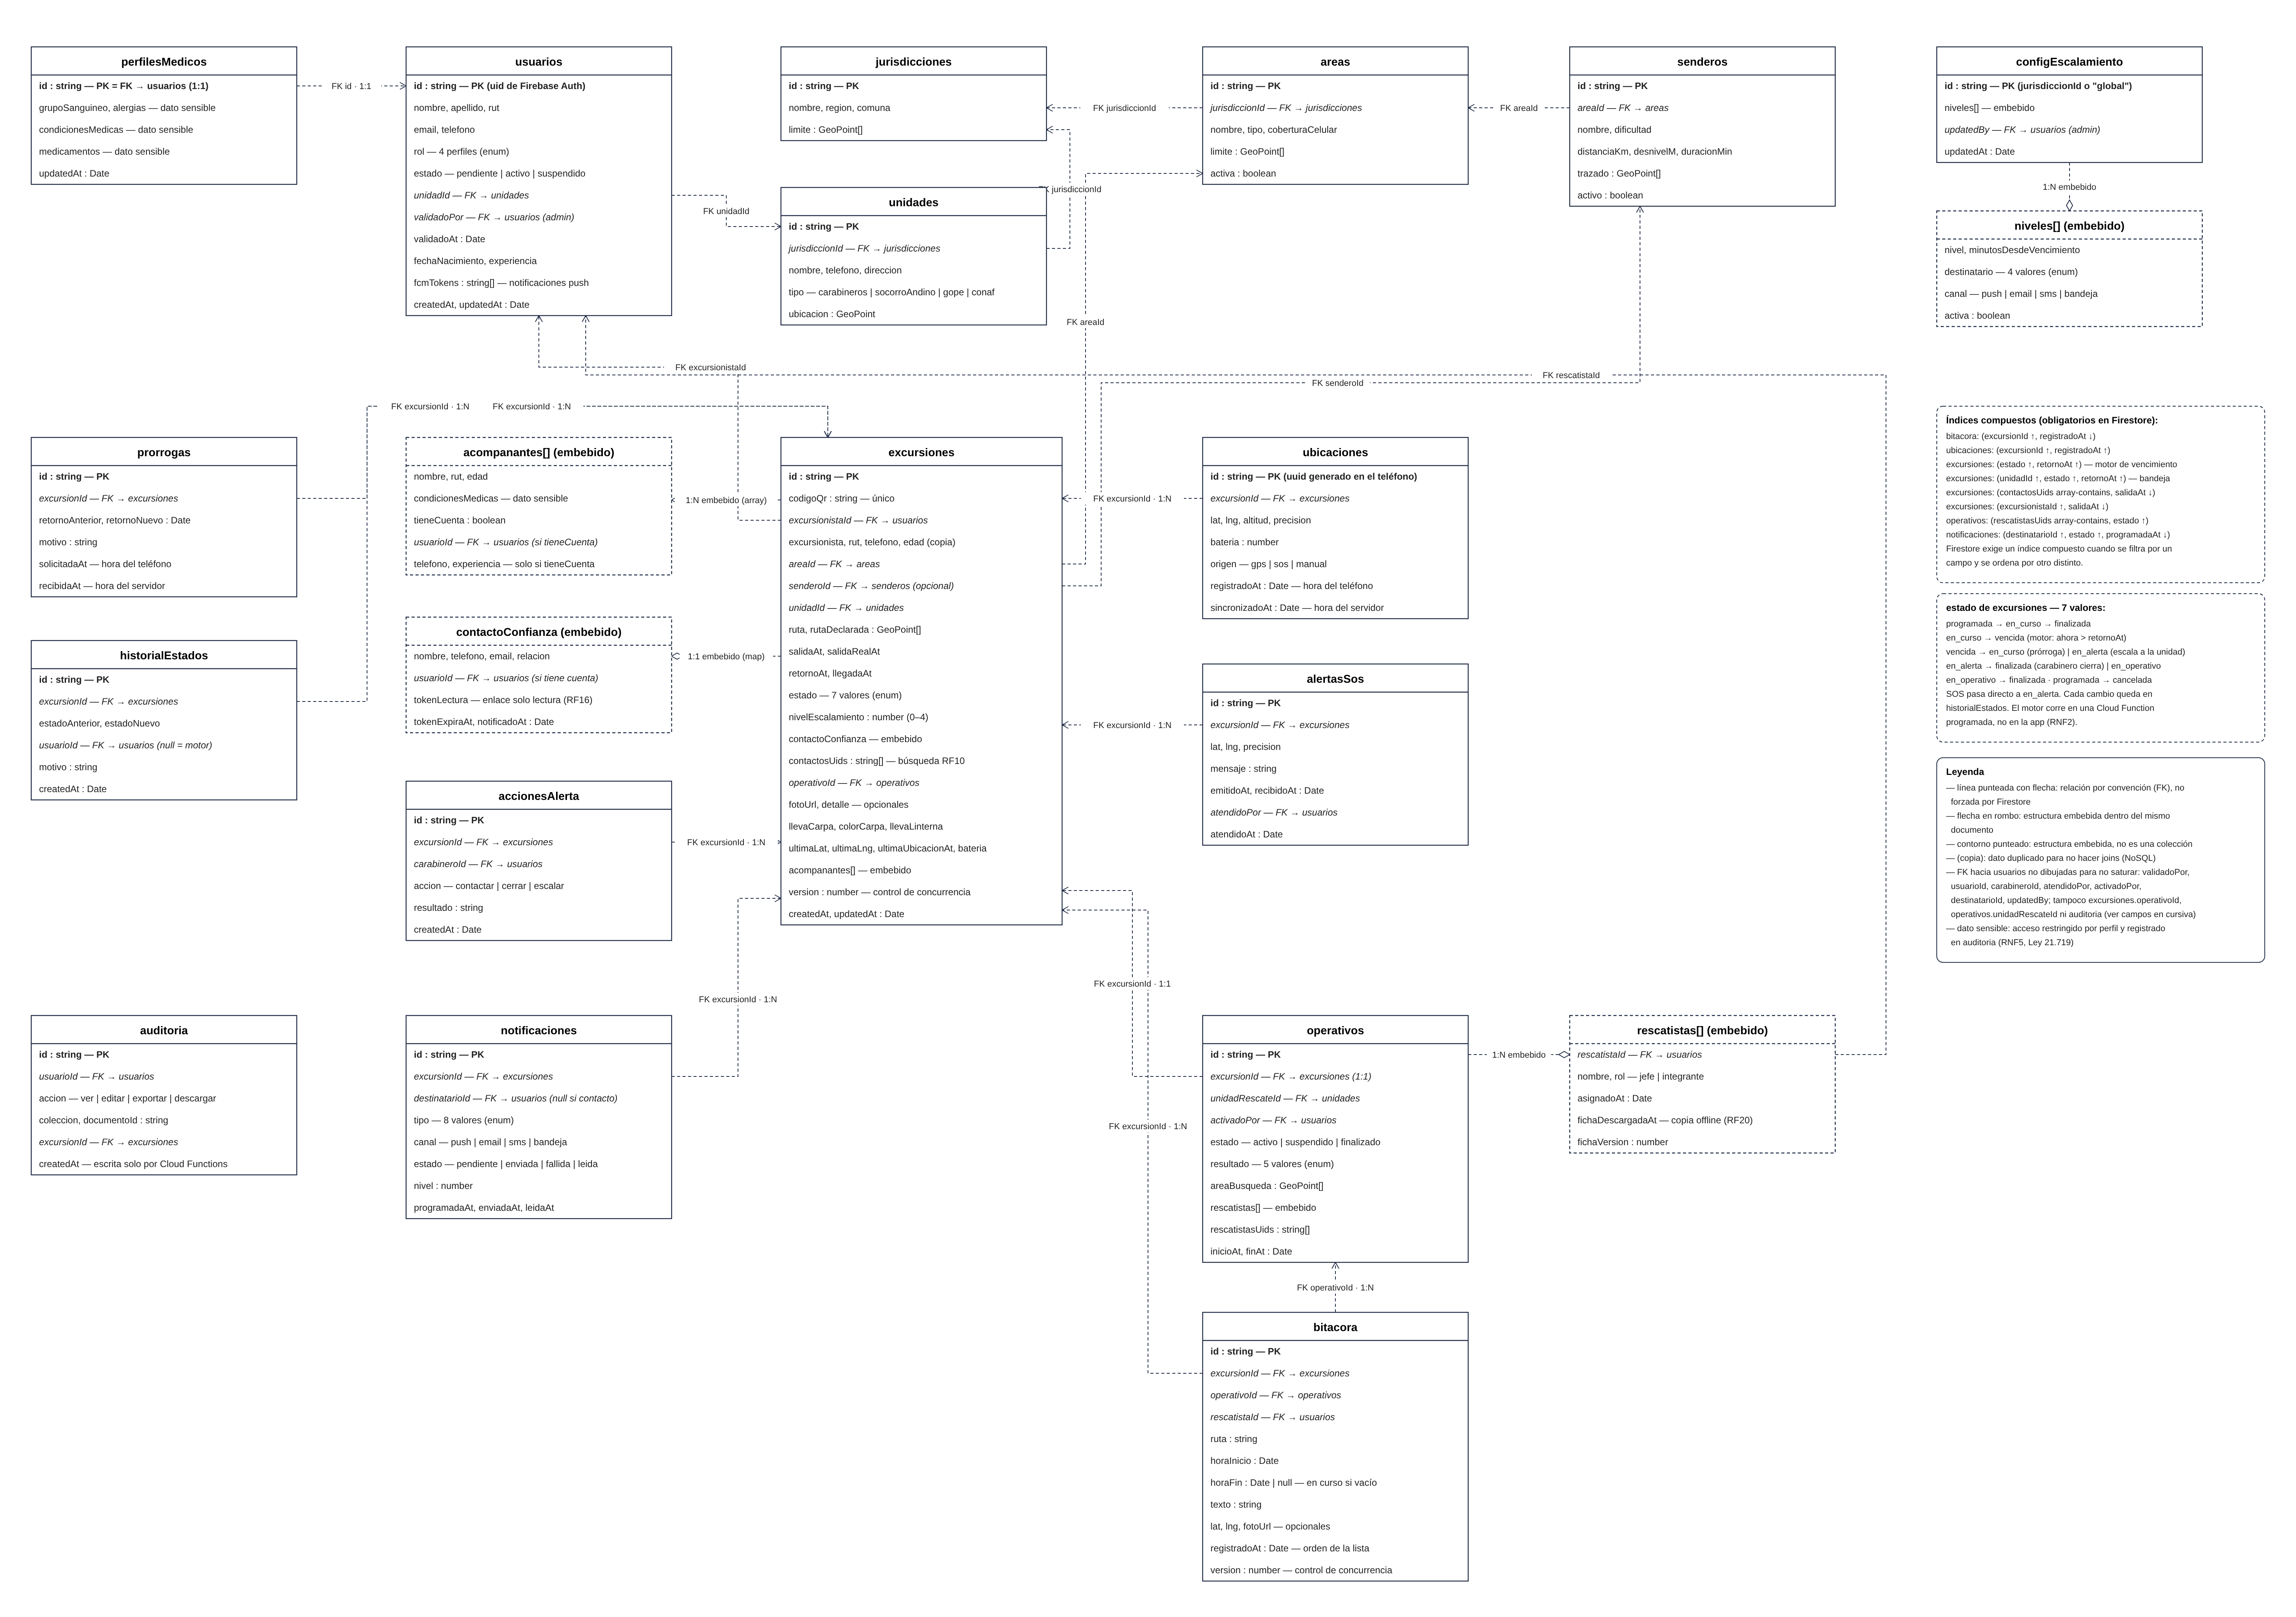 perfilesMedicos
id : string — PK = FK → usuarios (1:1)
grupoSanguineo, alergias — dato sensible
condicionesMedicas — dato sensible
medicamentos — dato sensible
updatedAt : Date
FK id · 1:1
usuarios
id : string — PK (uid de Firebase Auth)
nombre, apellido, rut
email, telefono
rol — 4 perfiles (enum)
estado — pendiente | activo | suspendido
unidadId — FK → unidades
validadoPor — FK → usuarios (admin)
validadoAt : Date
fechaNacimiento, experiencia
fcmTokens : string[] — notificaciones push
createdAt, updatedAt : Date
FK unidadId
jurisdicciones
id : string — PK
nombre, region, comuna
limite : GeoPoint[]
FK jurisdiccionId
jurisdiccionId
unidades
id : string — PK
jurisdiccionId — FK → jurisdicciones
nombre, telefono, direccion
tipo — carabineros | socorroAndino | gope | conaf
ubicacion : GeoPoint
FK areaId
areas
id : string — PK
jurisdiccionId — FK → jurisdicciones
nombre, tipo, coberturaCelular
limite : GeoPoint[]
activa : boolean
FK areaId
senderos
id : string — PK
areaId — FK → areas
nombre, dificultad
distanciaKm, desnivelM, duracionMin
trazado : GeoPoint[]
activo : boolean
configEscalamiento
id : string — PK (jurisdiccionId o "global")
niveles[] — embebido
updatedBy — FK → usuarios (admin)
updatedAt : Date
1:N embebido
niveles[] (embebido)
nivel, minutosDesdeVencimiento
destinatario — 4 valores (enum)
canal — push | email | sms | bandeja
activa : boolean
FK excursionistaId
FK senderoId
FK rescatistaId
FK excursionId · 1:N
FK excursionId · 1:N
prorrogas
id : string — PK
excursionId — FK → excursiones
retornoAnterior, retornoNuevo : Date
motivo : string
solicitadaAt — hora del teléfono
recibidaAt — hora del servidor
historialEstados
id : string — PK
excursionId — FK → excursiones
estadoAnterior, estadoNuevo
usuarioId — FK → usuarios (null = motor)
motivo : string
createdAt : Date
acompanantes[] (embebido)
nombre, rut, edad
condicionesMedicas — dato sensible
tieneCuenta : boolean
usuarioId — FK → usuarios (si tieneCuenta)
telefono, experiencia — solo si tieneCuenta
1:N embebido (array)
contactoConfianza (embebido)
nombre, telefono, email, relacion
usuarioId — FK → usuarios (si tiene cuenta)
tokenLectura — enlace solo lectura (RF16)
tokenExpiraAt, notificadoAt : Date
1:1 embebido (map)
accionesAlerta
id : string — PK
excursionId — FK → excursiones
carabineroId — FK → usuarios
accion — contactar | cerrar | escalar
resultado : string
createdAt : Date
FK excursionId · 1:N
excursiones
id : string — PK
codigoQr : string — único
excursionistaId — FK → usuarios
excursionista, rut, telefono, edad (copia)
areaId — FK → areas
senderoId — FK → senderos (opcional)
unidadId — FK → unidades
ruta, rutaDeclarada : GeoPoint[]
salidaAt, salidaRealAt
retornoAt, llegadaAt
estado — 7 valores (enum)
nivelEscalamiento : number (0–4)
contactoConfianza — embebido
contactosUids : string[] — búsqueda RF10
operativoId — FK → operativos
fotoUrl, detalle — opcionales
llevaCarpa, colorCarpa, llevaLinterna
ultimaLat, ultimaLng, ultimaUbicacionAt, bateria
acompanantes[] — embebido
version : number — control de concurrencia
createdAt, updatedAt : Date
FK excursionId · 1:N
ubicaciones
id : string — PK (uuid generado en el teléfono)
excursionId — FK → excursiones
lat, lng, altitud, precision
bateria : number
origen — gps | sos | manual
registradoAt : Date — hora del teléfono
sincronizadoAt : Date — hora del servidor
FK excursionId · 1:N
alertasSos
id : string — PK
excursionId — FK → excursiones
lat, lng, precision
mensaje : string
emitidoAt, recibidoAt : Date
atendidoPor — FK → usuarios
atendidoAt : Date
Índices compuestos (obligatorios en Firestore):
bitacora: (excursionId ↑, registradoAt ↓)
ubicaciones: (excursionId ↑, registradoAt ↑)
excursiones: (estado ↑, retornoAt ↑) — motor de vencimiento
excursiones: (unidadId ↑, estado ↑, retornoAt ↑) — bandeja
excursiones: (contactosUids array-contains, salidaAt ↓)
excursiones: (excursionistaId ↑, salidaAt ↓)
operativos: (rescatistasUids array-contains, estado ↑)
notificaciones: (destinatarioId ↑, estado ↑, programadaAt ↓)
Firestore exige un índice compuesto cuando se filtra por un
campo y se ordena por otro distinto.
estado de excursiones — 7 valores:
programada → en_curso → finalizada
en_curso → vencida (motor: ahora > retornoAt)
vencida → en_curso (prórroga) | en_alerta (escala a la unidad)
en_alerta → finalizada (carabinero cierra) | en_operativo
en_operativo → finalizada · programada → cancelada
SOS pasa directo a en_alerta. Cada cambio queda en
historialEstados. El motor corre en una Cloud Function
programada, no en la app (RNF2).
Leyenda
— línea punteada con flecha: relación por convención (FK), no
forzada por Firestore
— flecha en rombo: estructura embebida dentro del mismo
documento
— contorno punteado: estructura embebida, no es una colección
— (copia): dato duplicado para no hacer joins (NoSQL)
— FK hacia usuarios no dibujadas para no saturar: validadoPor,
usuarioId, carabineroId, atendidoPor, activadoPor,
destinatarioId, updatedBy; tampoco excursiones.operativoId,
operativos.unidadRescateId ni auditoria (ver campos en cursiva)
— dato sensible: acceso restringido por perfil y registrado
en auditoria (RNF5, Ley 21.719)
auditoria
id : string — PK
usuarioId — FK → usuarios
accion — ver | editar | exportar | descargar
coleccion, documentoId : string
excursionId — FK → excursiones
createdAt — escrita solo por Cloud Functions
notificaciones
id : string — PK
excursionId — FK → excursiones
destinatarioId — FK → usuarios (null si contacto)
tipo — 8 valores (enum)
canal — push | email | sms | bandeja
estado — pendiente | enviada | fallida | leida
nivel : number
programadaAt, enviadaAt, leidaAt
FK excursionId · 1:N
FK excursionId · 1:1
FK excursionId · 1:N
operativos
id : string — PK
excursionId — FK → excursiones (1:1)
unidadRescateId — FK → unidades
activadoPor — FK → usuarios
estado — activo | suspendido | finalizado
resultado — 5 valores (enum)
areaBusqueda : GeoPoint[]
rescatistas[] — embebido
rescatistasUids : string[]
inicioAt, finAt : Date
1:N embebido
rescatistas[] (embebido)
rescatistaId — FK → usuarios
nombre, rol — jefe | integrante
asignadoAt : Date
fichaDescargadaAt — copia offline (RF20)
fichaVersion : number
FK operativoId · 1:N
bitacora
id : string — PK
excursionId — FK → excursiones
operativoId — FK → operativos
rescatistaId — FK → usuarios
ruta : string
horaInicio : Date
horaFin : Date | null — en curso si vacío
texto : string
lat, lng, fotoUrl — opcionales
registradoAt : Date — orden de la lista
version : number — control de concurrencia